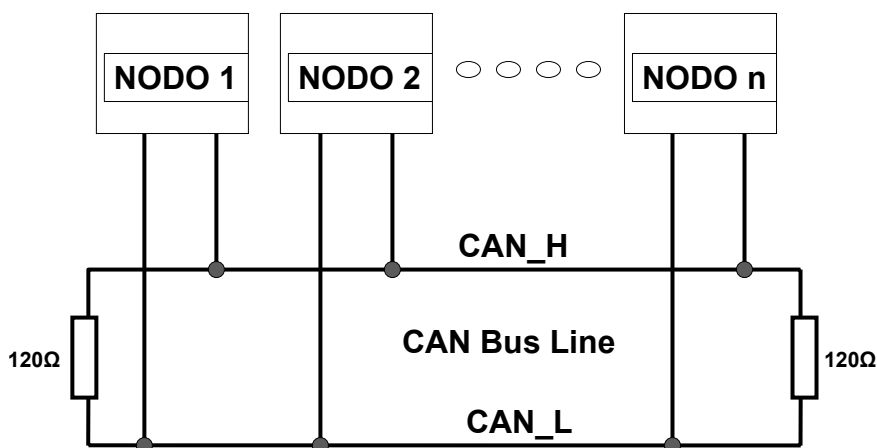 NODO 1
NODO 2
NODO n
CAN_H
CAN Bus Line
120Ω
120Ω
CAN_L